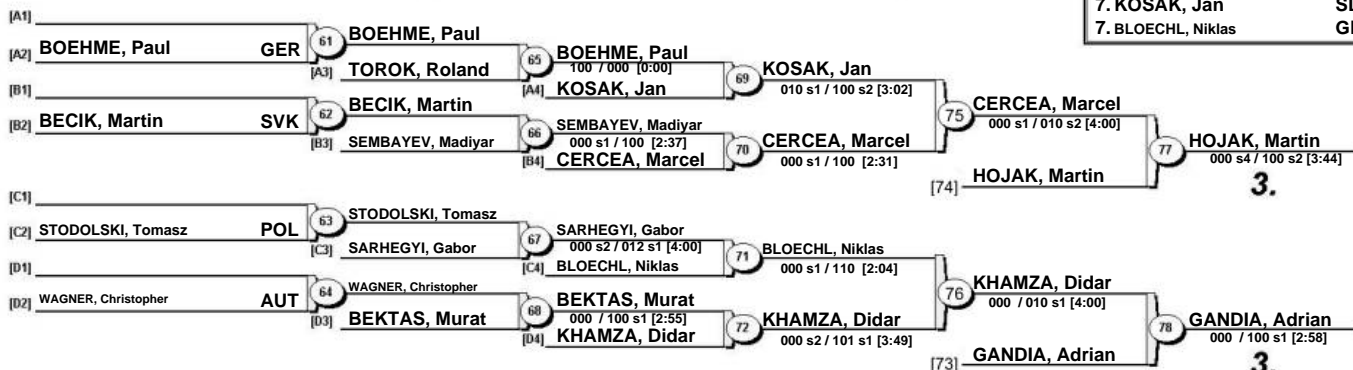 7. KOSAK, Jan
7. BLOECHL, Niklas
[A1]
[A2] BOEHME, Paul GER
61
BOEHME, Paul
[A3] TOROK, Roland
65
BOEHME, Paul
100 / 000 [0:00]
[A4] KOSAK, Jan
69
KOSAK, Jan
010 s1 / 100 s2 [3:02]
[B1]
[B2] BECIK, Martin SVK
62
BECIK, Martin
[B3] SEMBAYEV, Madiyar
66
SEMBAYEV, Madiyar
000 s1 / 100 [2:37]
[B4] CERCEA, Marcel
70
CERCEA, Marcel
000 s1 / 100 [2:31]
75
CERCEA, Marcel
000 s1 / 010 s2 [4:00]
[74] HOJAK, Martin
77
HOJAK, Martin
000 s4 / 100 s2 [3:44]
3.
[C1]
[C2] STODOLSKI, Tomasz POL
63
STODOLSKI, Tomasz
[C3] SARHEGYI, Gabor
67
SARHEGYI, Gabor
000 s2 / 012 s1 [4:00]
[C4] BLOECHL, Niklas
71
BLOECHL, Niklas
000 s1 / 110 [2:04]
[D1]
[D2] WAGNER, Christopher AUT
64
WAGNER, Christopher
[D3] BEKTAS, Murat
68
BEKTAS, Murat
000 / 100 s1 [2:55]
[D4] KHAMZA, Didar
72
KHAMZA, Didar
000 s2 / 101 s1 [3:49]
76
KHAMZA, Didar
000 / 010 s1 [4:00]
[73] GANDIA, Adrian
78
GANDIA, Adrian
000 / 100 s1 [2:58]
3.